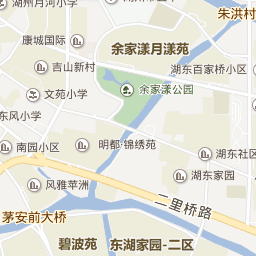 湖州月河小学
朱洪村
康城国际
余家漾月漾苑
吉山新村
湖东百家桥小区
文苑小学
余家漾公园
东风小学
南园小区
明都·锦绣苑
湖东社区
风雅苹洲
湖东家园
二里桥路
茅安前大桥
碧波苑
东湖家园-二区